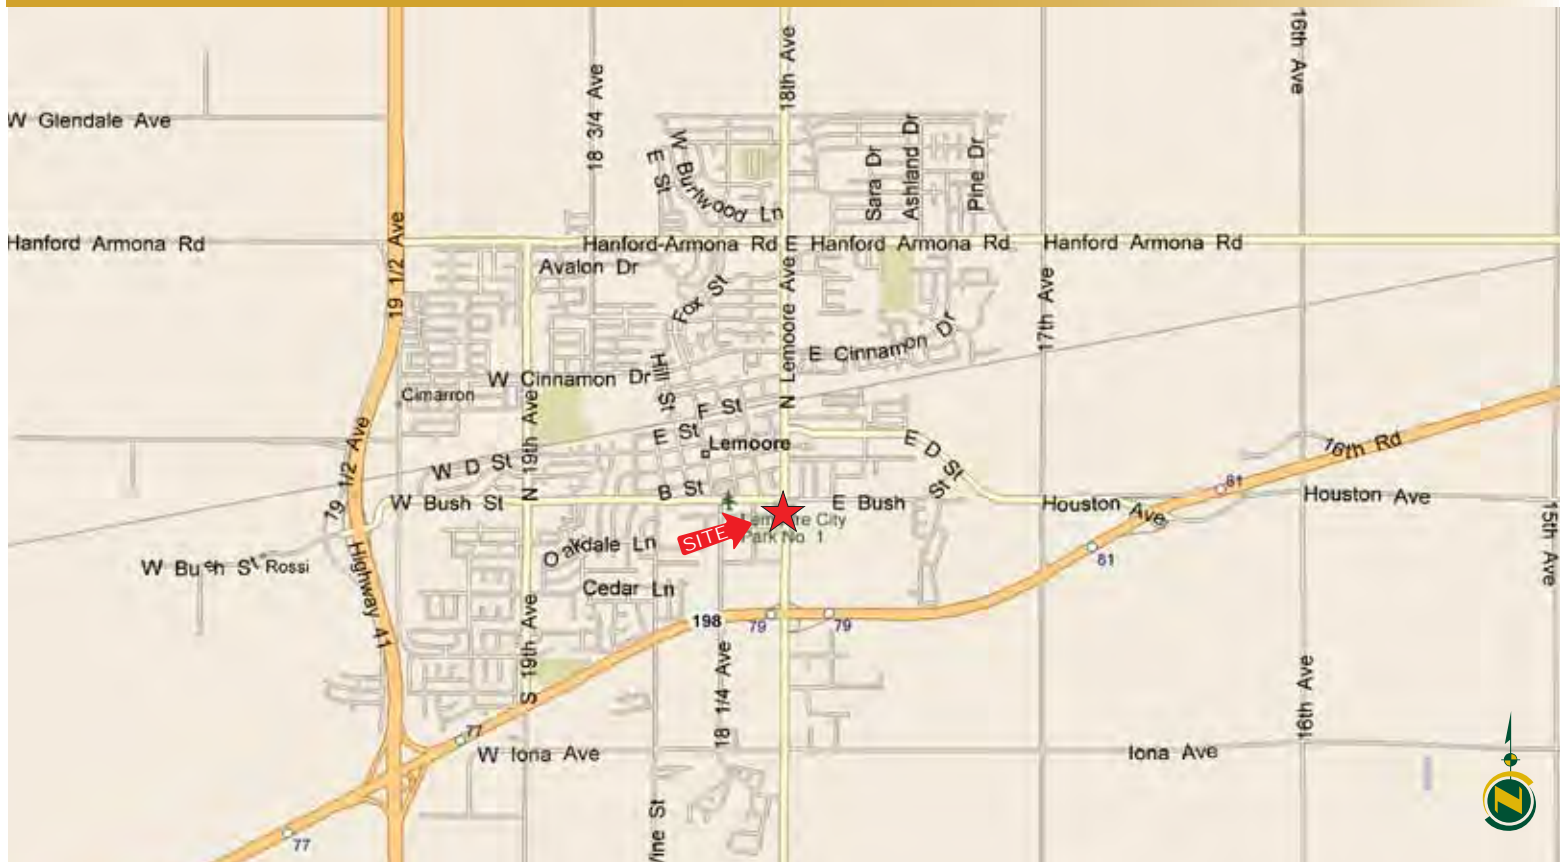 18th Ave
16th Ave
18 3/4 Ave
W Glendale Ave
W Burlwood Ln
E St
Sara Dr
Ashland Dr
Pine Dr
Hanford Armona Rd
Hanford-Armona Rd
E Hanford Armona Rd
Hanford Armona Rd
19 1/2 Ave
Avalon Dr
Fox St
N Lemoore Ave
17th Ave
E Cinnamon Dr
W Cinnamon Dr
Hill St
Cimarron
F St
E St
Lemoore
N 19th Ave
19 1/2 Ave
W D St
E D St
16th Rd
81
B St
W Bush St
E Bush St
Houston Ave
Houston Ave
15th Ave
SITE
Lemoore City
Park No 1
Oakdale Ln
W Bush St
Rossi
Highway 41
81
Cedar Ln
198
79
79
S 19th Ave
18 1/4 Ave
16th Ave
77
W Iona Ave
Iona Ave
N
77
Vine St